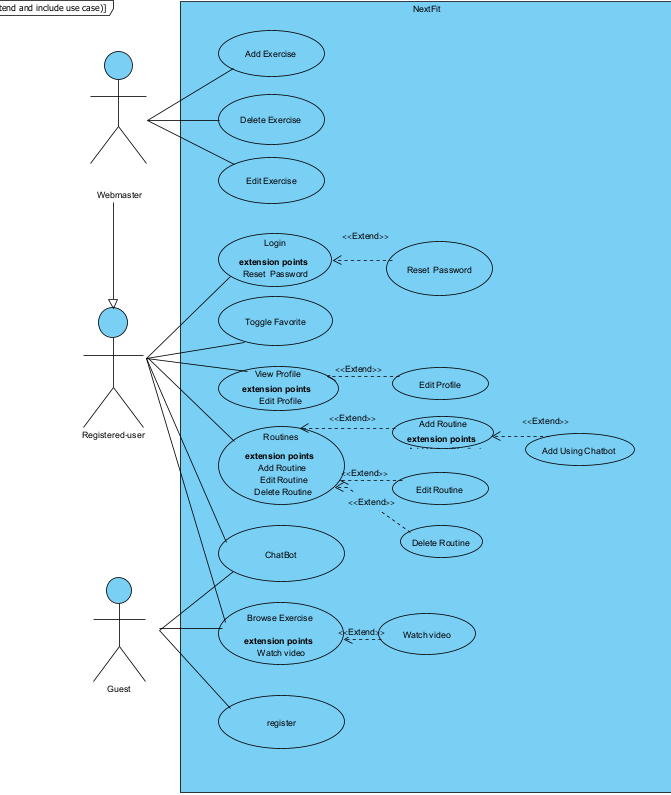 tend and include use case)]
NextFit
Add Exercise
Delete Exercise
Edit Exercise
Webmaster
Login
extension points
Reset Password
<<Extend>>
Reset Password
Toggle Favorite
View Profile
extension points
Edit Profile
<<Extend>>
Edit Profile
Registered-user
Routines
extension points
Add Routine
Edit Routine
Delete Routine
<<Extend>>
Add Routine
extension points
<<Extend>>
Add Using Chatbot
<<Extend>>
Edit Routine
<<Extend>>
Delete Routine
ChatBot
Guest
Browse Exercise
extension points
Watch video
<<Extend>>
Watch video
register